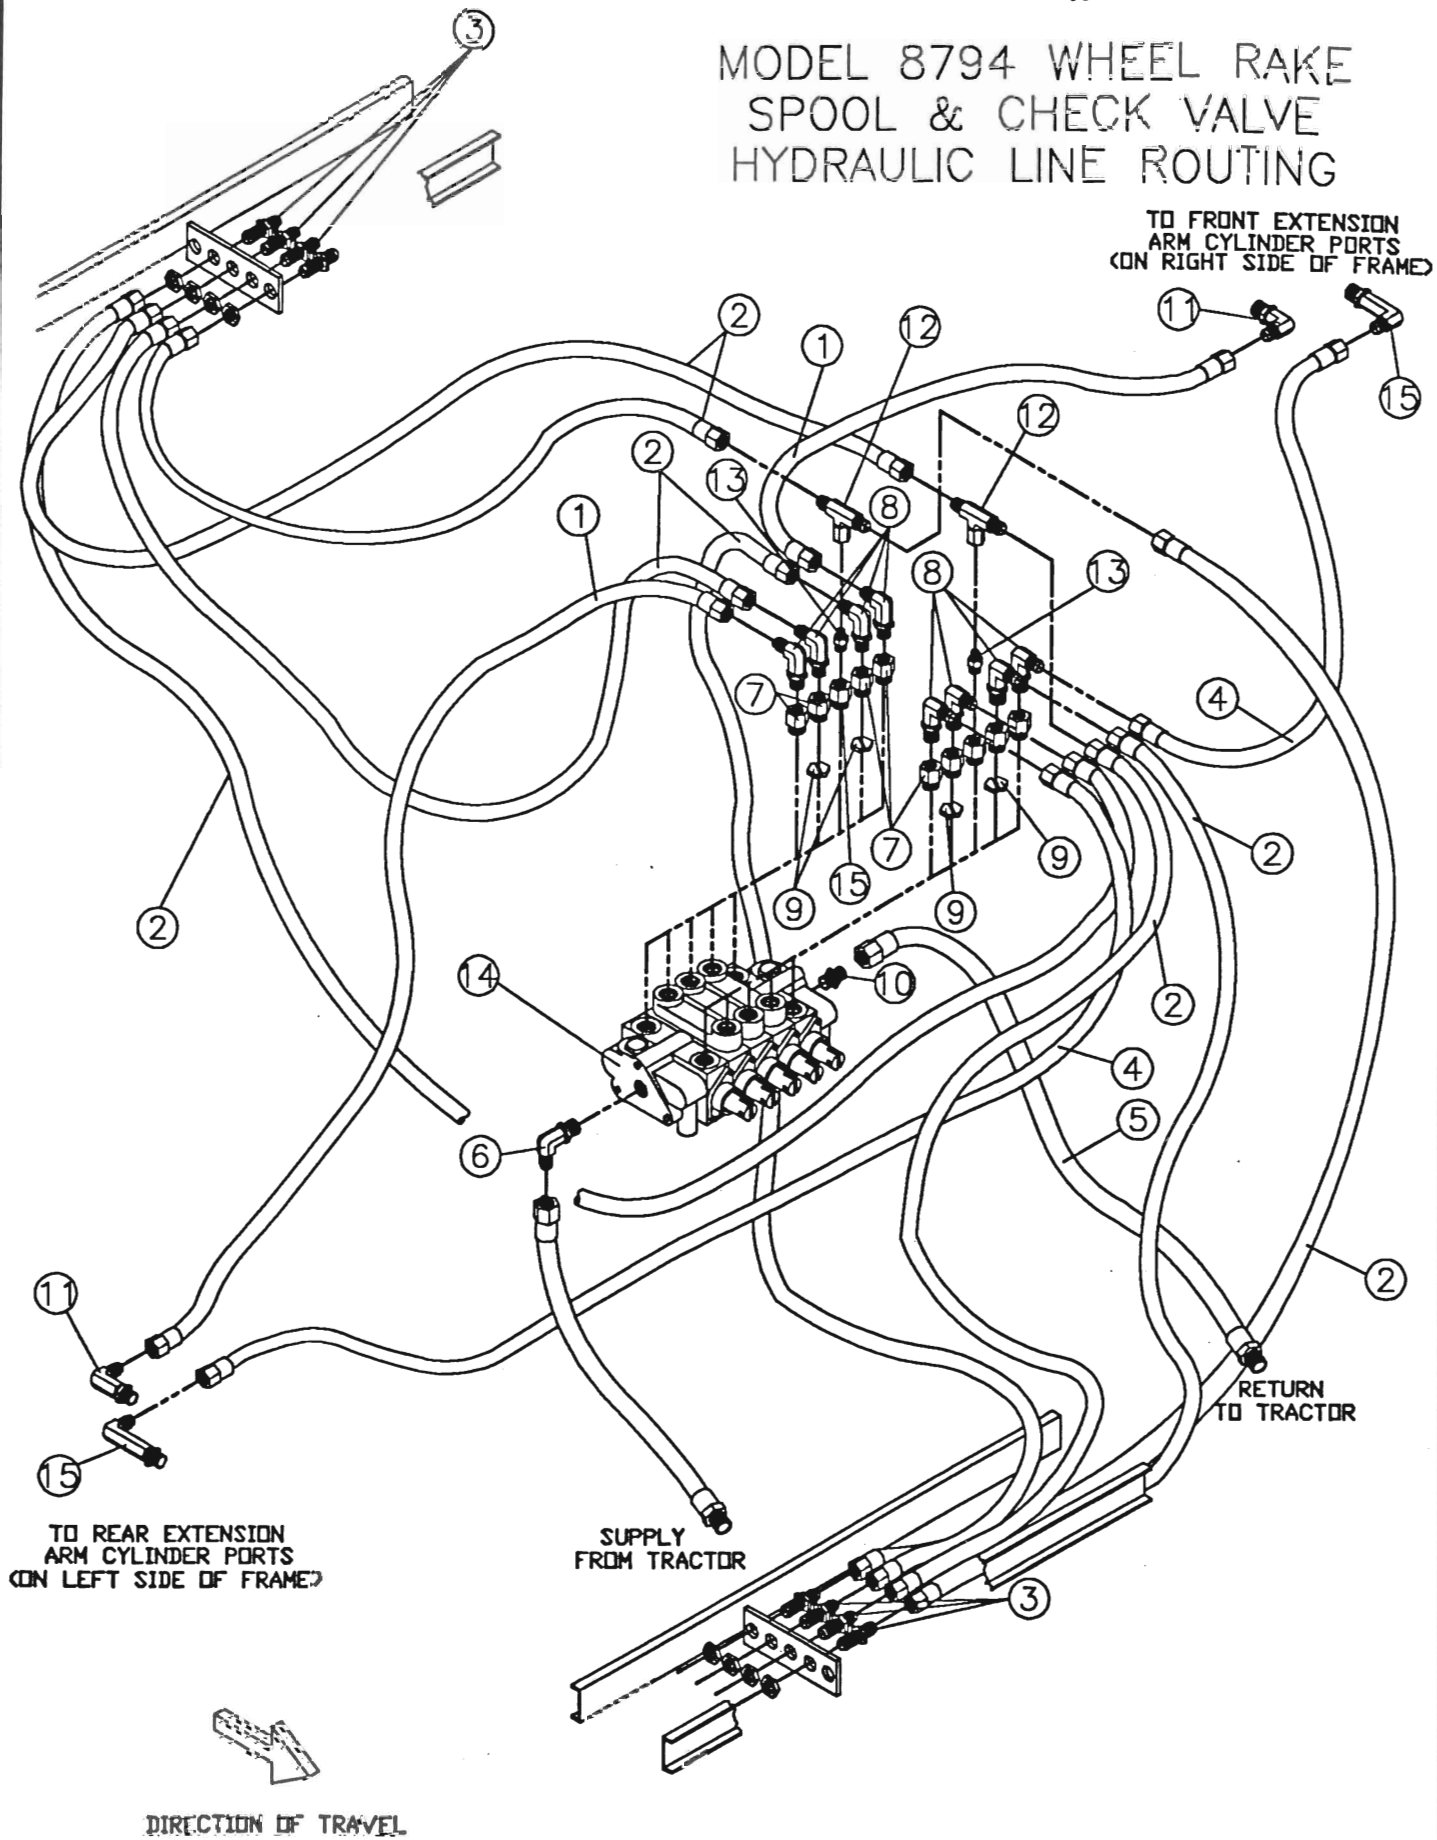 3
MODEL 8794 WHEEL RAKE
SPOOL & CHECK VALVE
HYDRAULIC LINE ROUTING
TO FRONT EXTENSION
ARM CYLINDER PORTS
(ON RIGHT SIDE OF FRAME)
11
2
12
1
15
12
2
13
8
1
8
13
4
7
7
2
9
15
9
9
2
14
10
2
4
5
6
2
11
RETURN
TO TRACTOR
15
TO REAR EXTENSION
ARM CYLINDER PORTS
(ON LEFT SIDE OF FRAME)
SUPPLY
FROM TRACTOR
3
DIRECTION OF TRAVEL